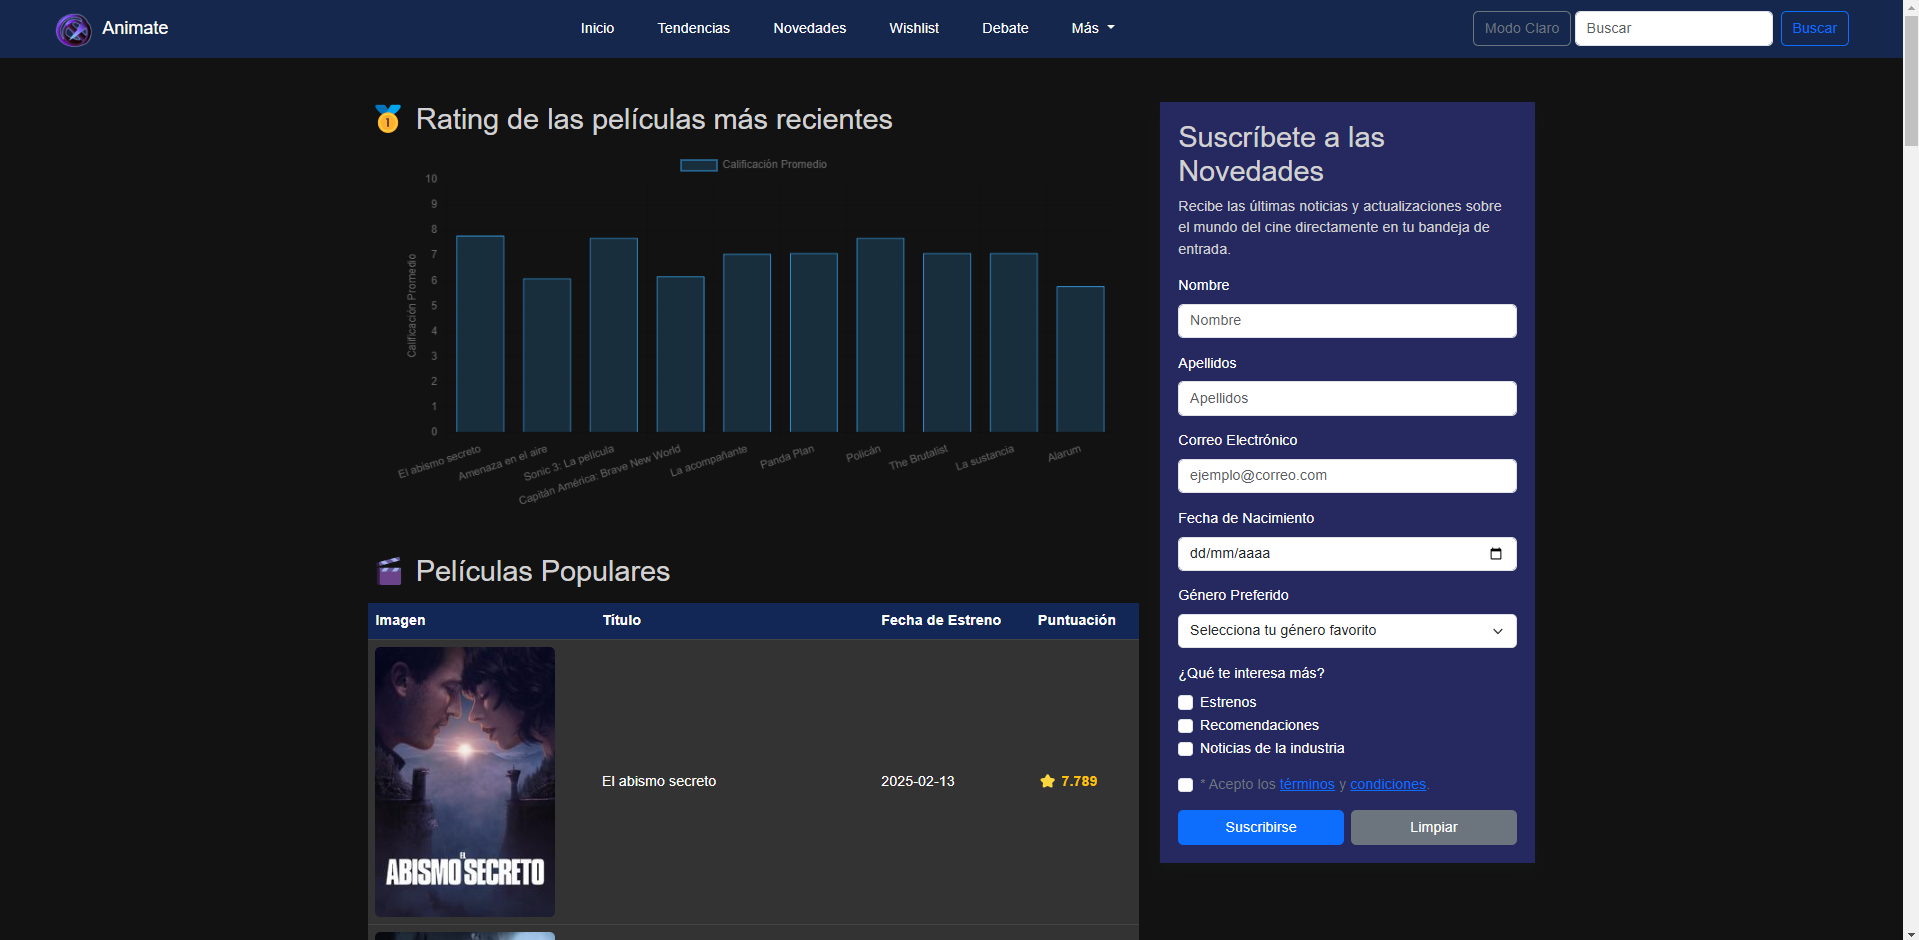 Animate
Inicio
Tendencias
Novedades
Wishlist
Debate
Más
Modo Claro
Buscar
Buscar
Rating de las películas más recientes
Calificación Promedio
10
9
8
7
6
5
4
3
2
1
0
Calificación Promedio
El abismo secreto
Amenaza en el aire
Sonic 3: La película
Capitán América: Brave New World
La acompañante
Panda Plan
Policán
The Brutalist
La sustancia
Alarum
Películas Populares
Imagen
Título
Fecha de Estreno
Puntuación
EL
ABISMO SECRETO
El abismo secreto
2025-02-13
7.789
Suscríbete a las
Novedades
Recibe las últimas noticias y actualizaciones sobre
el mundo del cine directamente en tu bandeja de
entrada.
Nombre
Nombre
Apellidos
Apellidos
Correo Electrónico
ejemplo@correo.com
Fecha de Nacimiento
dd/mm/aaaa
Género Preferido
Selecciona tu género favorito
¿Qué te interesa más?
Estrenos
Recomendaciones
Noticias de la industria
* Acepto los términos y condiciones.
Suscribirse
Limpiar